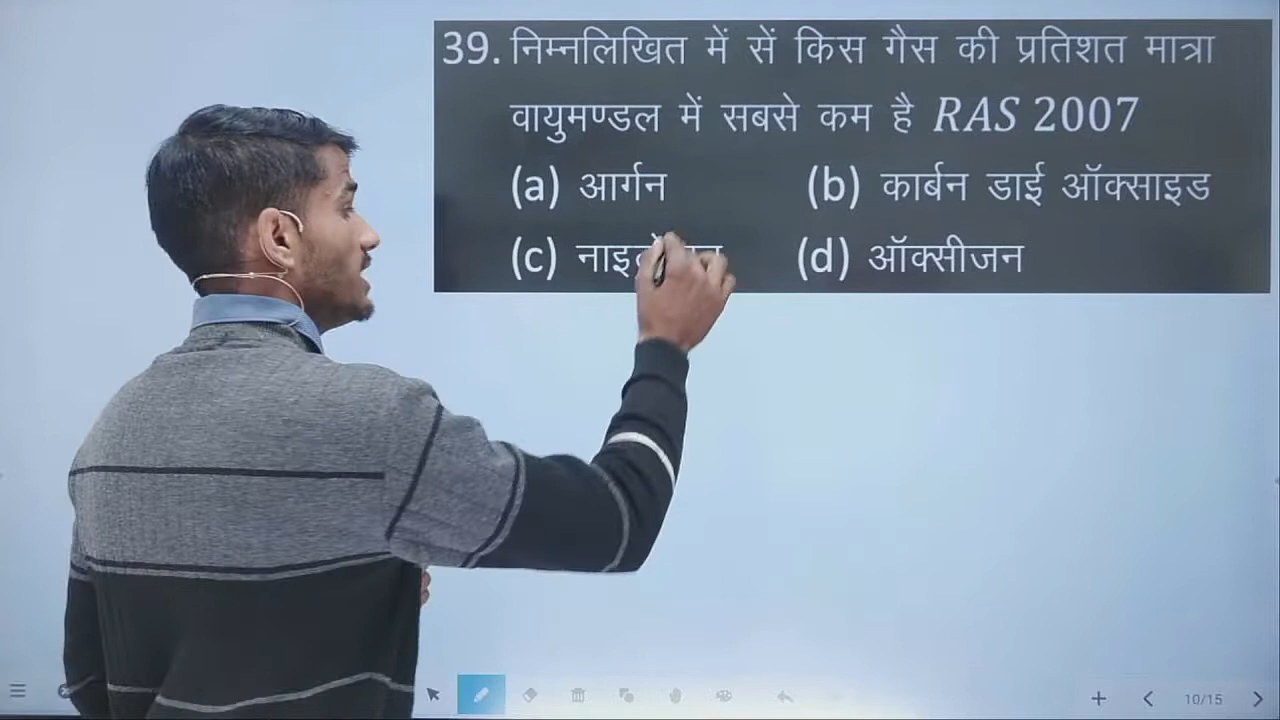 39. निम्नलिखित में सें किस गैस की प्रतिशत मात्रा
वायुमण्डल में सबसे कम है RAS 2007
(a) आर्गन (b) कार्बन डाई ऑक्साइड
(c) (d) ऑक्सीजन
10/15